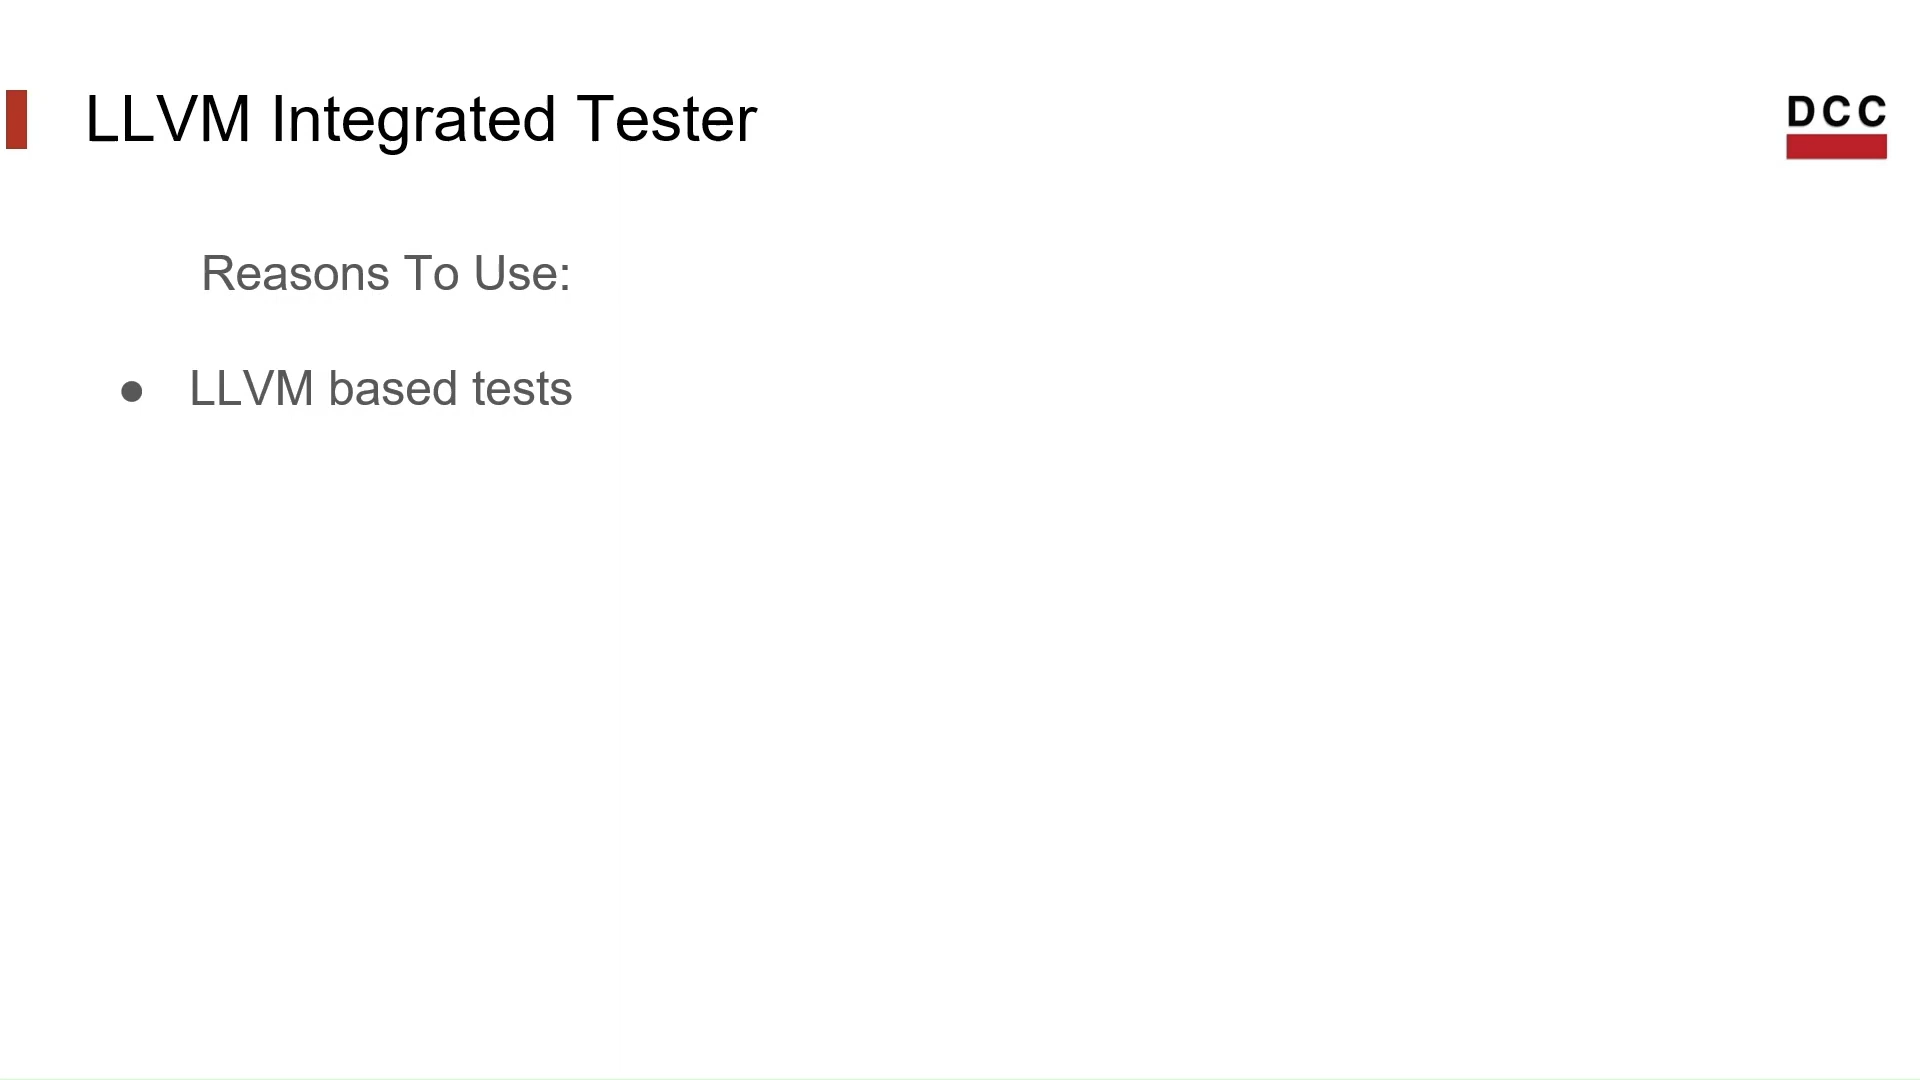 LLVM Integrated Tester
DCC
Reasons To Use:
● LLVM based tests